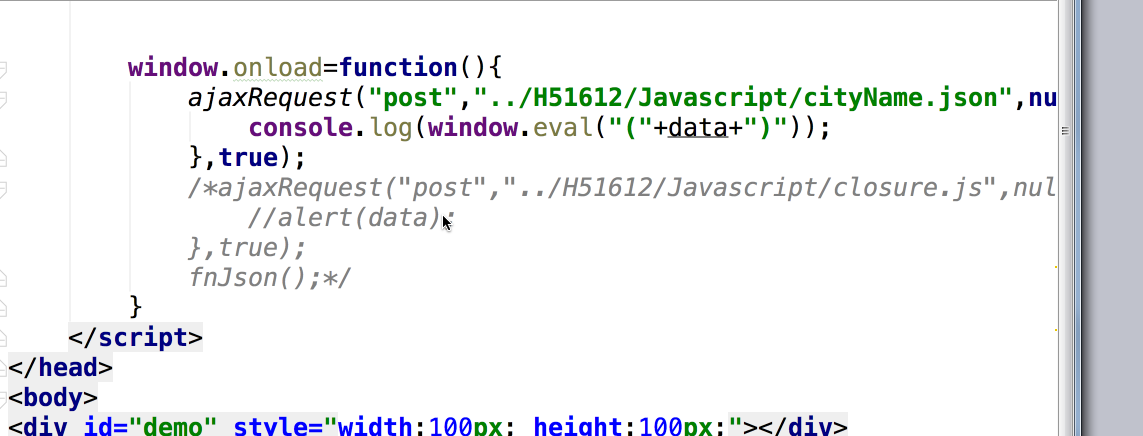 window.onload=function(){
ajaxRequest("post","../H51612/Javascript/cityName.json",nu
console.log(window.eval("("+data+")"));
},true);
/*ajaxRequest("post","../H51612/Javascript/closure.js",nul
//alert(data);
},true);
fnJson();*/
}
</script>
</head>
<body>
<div id="demo" style="width:100px; height:100px;"></div>